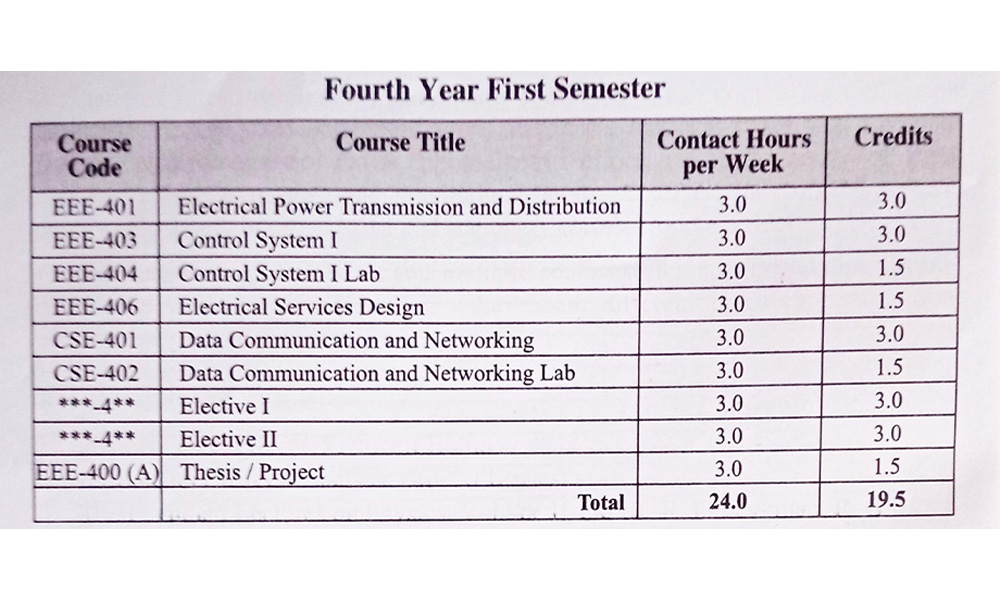 Fourth Year First Semester
Course Code Course Title Contact Hours per Week Credits
EEE-401 Electrical Power Transmission and Distribution 3.0 3.0
EEE-403 Control System I 3.0 3.0
EEE-404 Control System I Lab 3.0 1.5
EEE-406 Electrical Services Design 3.0 1.5
CSE-401 Data Communication and Networking 3.0 3.0
CSE-402 Data Communication and Networking Lab 3.0 1.5
***-4** Elective I 3.0 3.0
***-4** Elective II 3.0 3.0
EEE-400 (A) Thesis / Project 3.0 1.5
Total 24.0 19.5